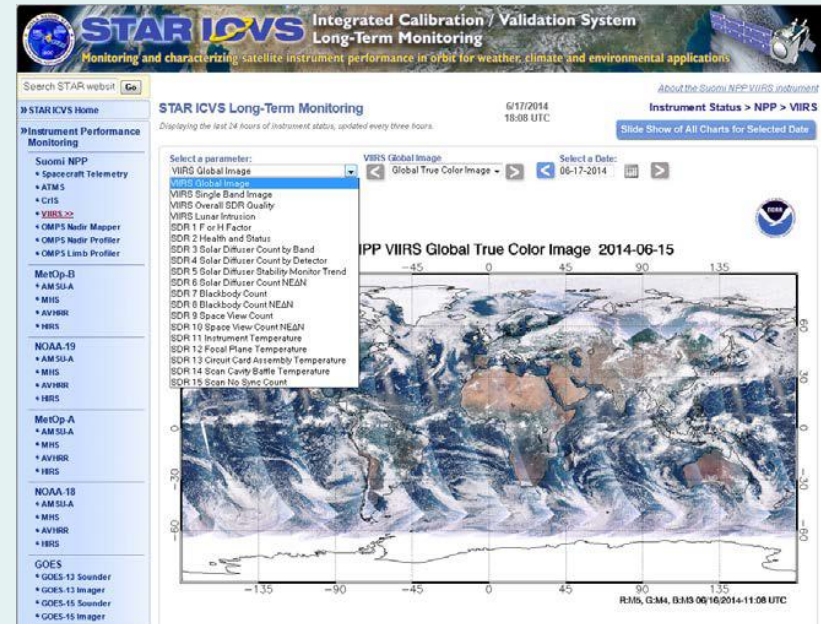 STAR ICVS Integrated Calibration / Validation System
Long-Term Monitoring
Monitoring and characterizing satellite instrument performance in orbit for weather, climate and environmental applications
Search STAR websit Go
About the Suomi NPP VIIRS instrument
» STAR ICVS Home
STAR ICVS Long-Term Monitoring
6/17/2014
18:08 UTC
Instrument Status > NPP > VIIRS
Displaying the last 24 hours of instrument status, updated every three hours.
Slide Show of All Charts for Selected Date
» Instrument Performance
Monitoring
Suomi NPP
Spacecraft Telemetry
ATMS
CrIS
VIIRS >>
OMPS Nadir Mapper
OMPS Nadir Profiler
OMPS Limb Profiler
MetOp-B
AMSU-A
MHS
AVHRR
HIRS
NOAA-19
AMSU-A
MHS
AVHRR
HIRS
MetOp-A
AMSU-A
MHS
AVHRR
HIRS
NOAA-18
AMSU-A
MHS
AVHRR
HIRS
GOES
GOES-13 Sounder
GOES-13 Imager
GOES-15 Sounder
GOES-15 Imager
Select a parameter:
VIIRS Global Image
VIIRS Global Image
Global True Color Image
Select a Date:
06-17-2014
VIIRS Global Image
VIIRS Single Band Image
VIIRS Overall SDR Quality
VIIRS Lunar Intrusion
SDR 1 F or H Factor
SDR 2 Health and Status
SDR 3 Solar Diffuser Count by Band
SDR 4 Solar Diffuser Count by Detector
SDR 5 Solar Diffuser Stability Monitor Trend
SDR 6 Solar Diffuser Count NEΔN
SDR 7 Blackbody Count
SDR 8 Blackbody Count NEΔN
SDR 9 Space View Count
SDR 10 Space View Count NEΔN
SDR 11 Instrument Temperature
SDR 12 Focal Plane Temperature
SDR 13 Circuit Card Assembly Temperature
SDR 14 Scan Cavity Baffle Temperature
SDR 15 Scan No Sync Count
NOAA
NPP VIIRS Global True Color Image 2014-06-15
-45 0 45 90 135
60
30
0 0
-30 -30
-60 -60
-135 -90 -45 0 45 90 135
R:M5, G:M4, B:M3 06/16/2014-11:08 UTC